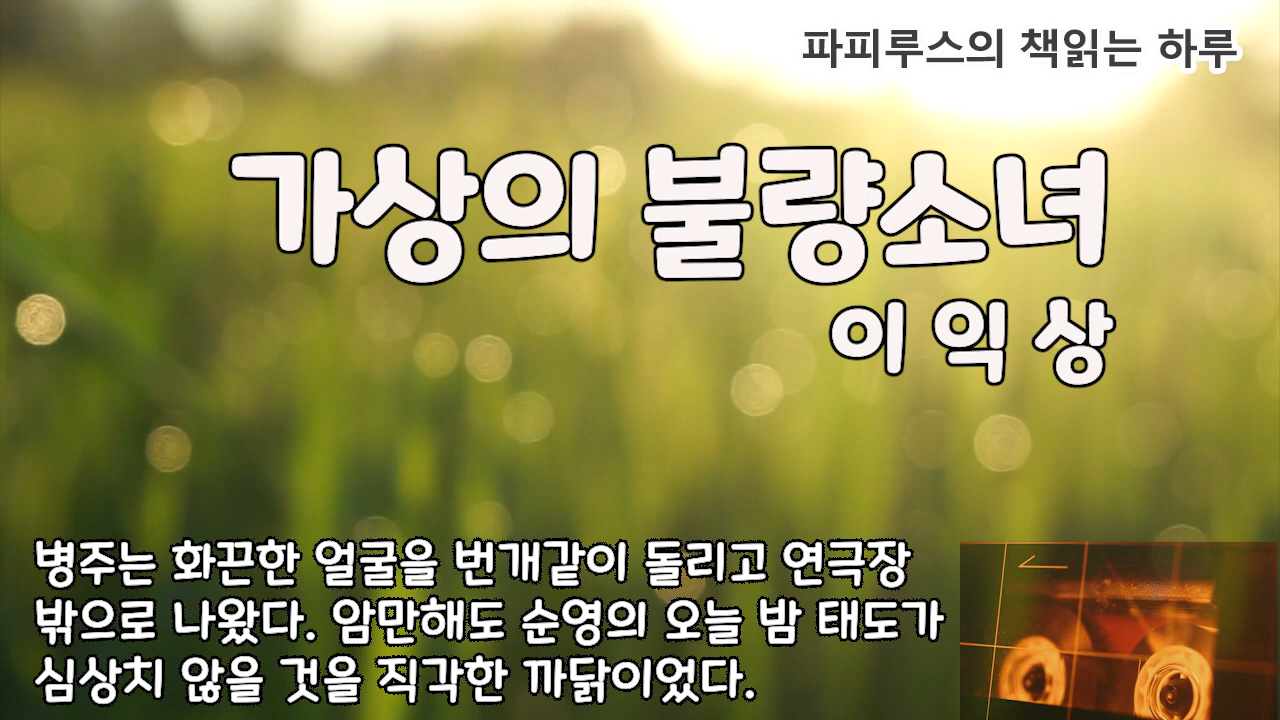 파피루스의 책읽는 하루
가상의 불량소녀
이 익 상
병주는 화끈한 얼굴을 번개같이 돌리고 연극장
밖으로 나왔다. 암만해도 순영의 오늘 밤 태도가
심상치 않을 것을 직각한 까닭이었다.